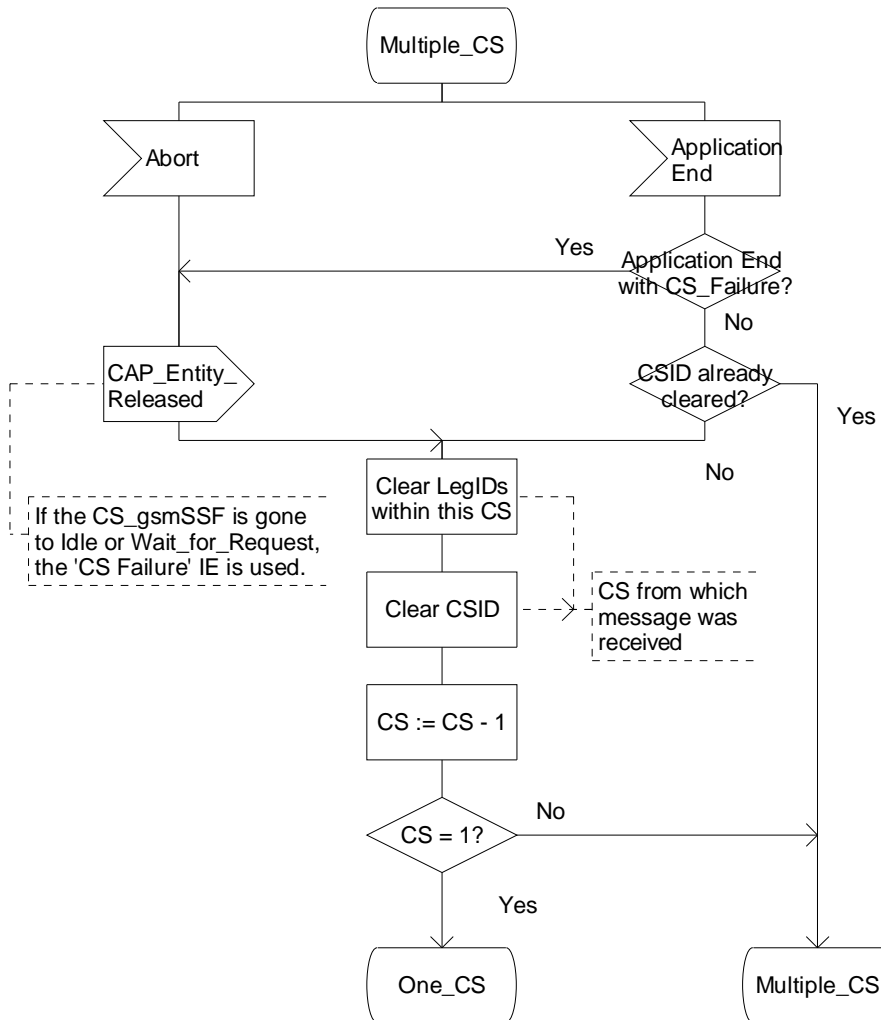 Multiple_CS
Abort
Application
End
Yes
Application End
with CS_Failure?
No
CAP_Entity_
Released
CSID already
cleared?
Yes
No
Clear LegIDs
within this CS
If the CS_gsmSSF is gone
to Idle or Wait_for_Request,
the 'CS Failure' IE is used.
Clear CSID
CS from which
message was
received
CS := CS - 1
CS = 1?
No
Yes
One_CS
Multiple_CS